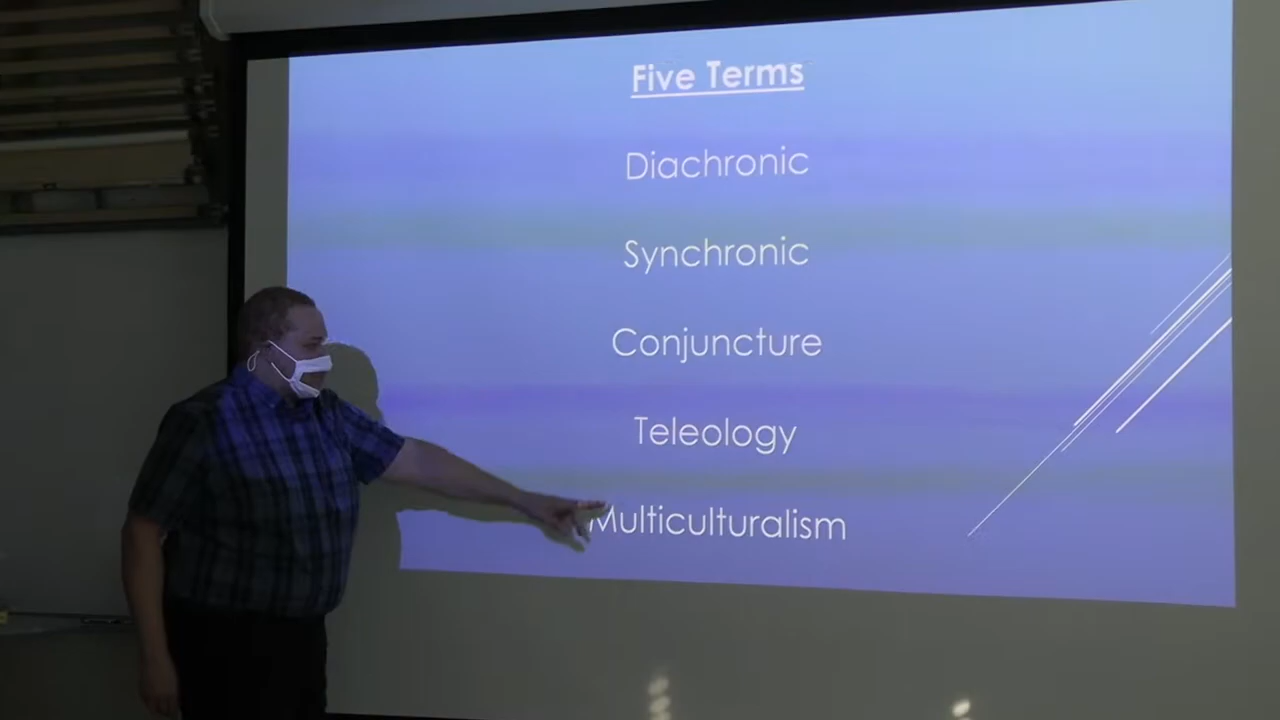 Five Terms
Diachronic
Synchronic
Conjuncture
Teleology
Multiculturalism